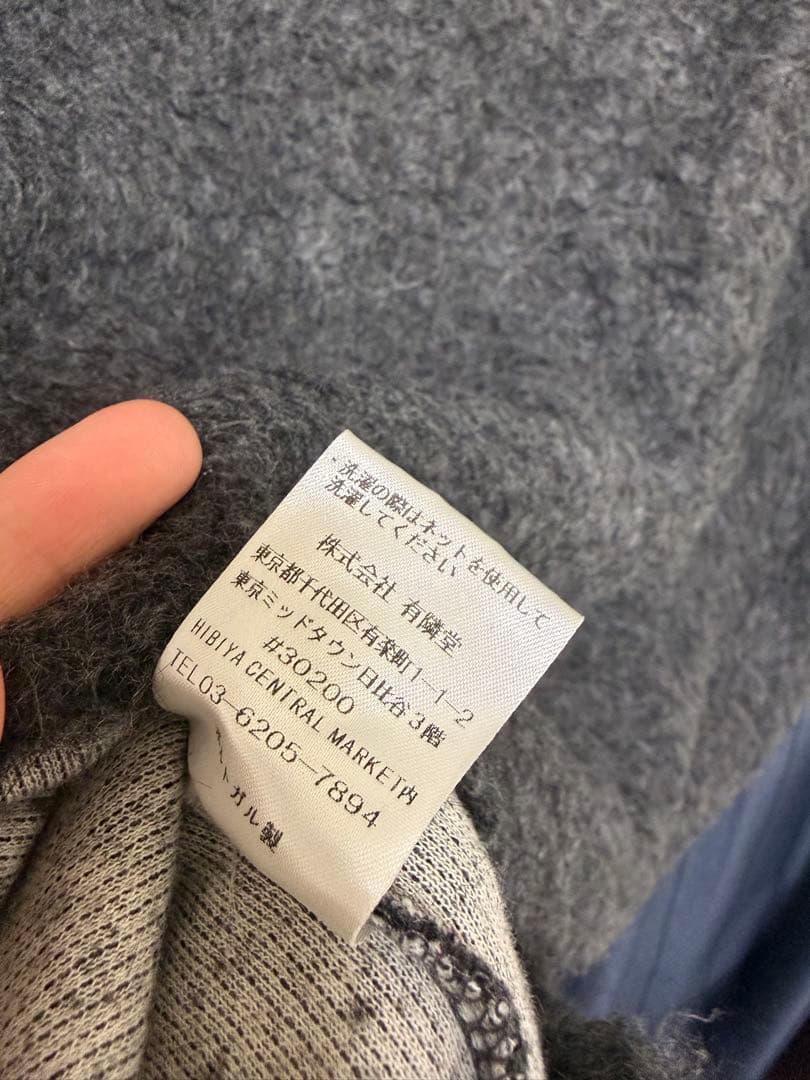 ・洗濯の際はネットを使用して
洗濯してください
株式会社 有隣堂
東京都千代田区有楽町1-1-2
東京ミッドタウン日比谷3階
#30200
HIBIYA CENTRAL MARKET内
TEL03-6205-7894
ガル製